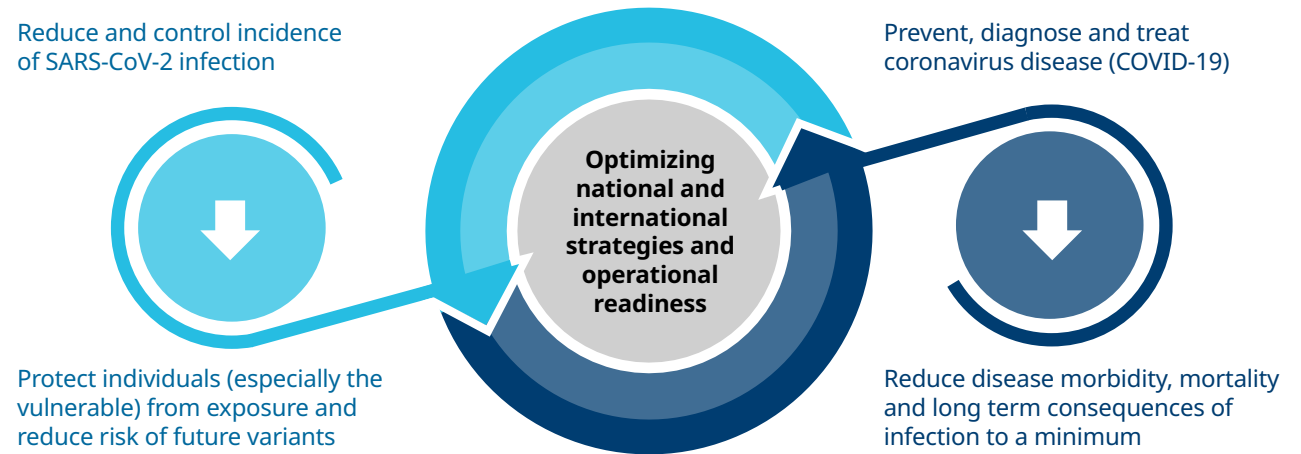 Reduce and control incidence
of SARS-CoV-2 infection
Protect individuals (especially the
vulnerable) from exposure and
reduce risk of future variants
Optimizing
national and
international
strategies and
operational
readiness
Prevent, diagnose and treat
coronavirus disease (COVID-19)
Reduce disease morbidity, mortality
and long term consequences of
infection to a minimum